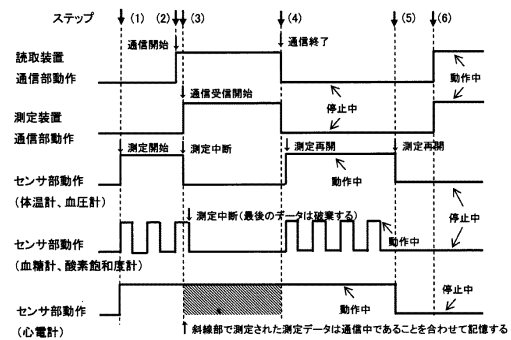 ステップ (1) (2) (3) (4) (5) (6)
通信開始 通信終了
読取装置
通信部動作
動作中
停止中
通信受信開始
測定装置
通信部動作
測定開始 測定中断 測定再開 測定再開
センサ部動作
(体温計、血圧計)
動作中
停止中
測定中断(最後のデータは破棄する)
センサ部動作
(血糖計、酸素飽和度計)
動作中
センサ部動作
(心電計)
動作中
停止中
斜線部で測定された測定データは通信中であることを合わせて記憶する